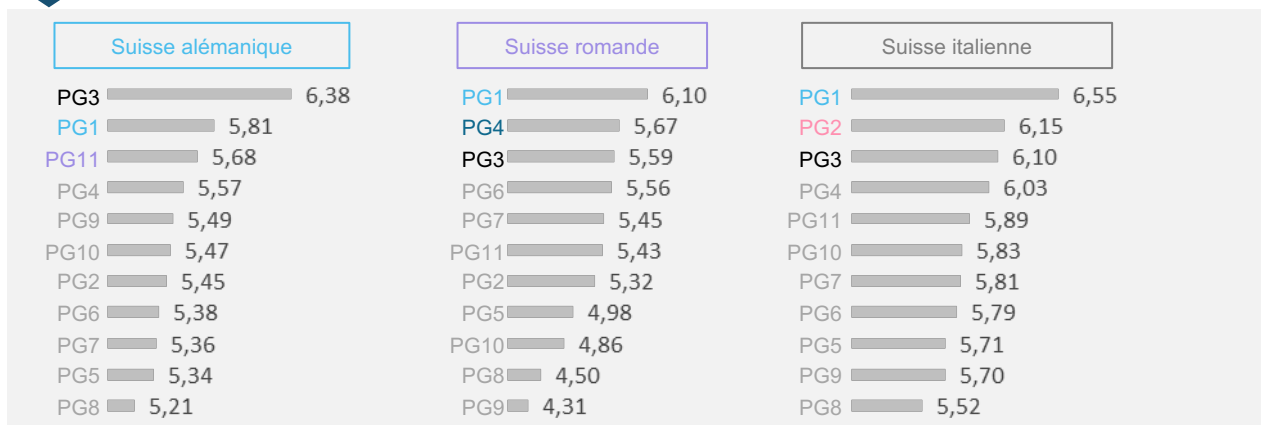 Suisse alémanique
PG3 6,38
PG1 5,81
PG11 5,68
PG4 5,57
PG9 5,49
PG10 5,47
PG2 5,45
PG6 5,38
PG7 5,36
PG5 5,34
PG8 5,21
Suisse romande
PG1 6,10
PG4 5,67
PG3 5,59
PG6 5,56
PG7 5,45
PG11 5,43
PG2 5,32
PG5 4,98
PG10 4,86
PG8 4,50
PG9 4,31
Suisse italienne
PG1 6,55
PG2 6,15
PG3 6,10
PG4 6,03
PG11 5,89
PG10 5,83
PG7 5,81
PG6 5,79
PG5 5,71
PG9 5,70
PG8 5,52